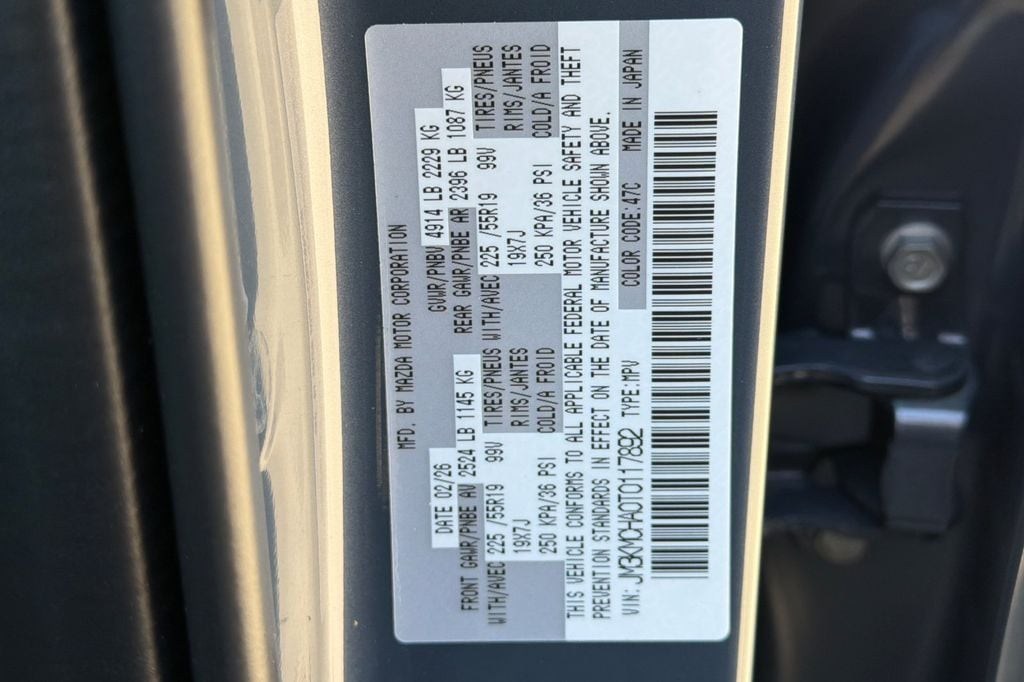 MFD. BY MAZDA MOTOR CORPORATION
DATE 02/26 GVWR/PNBV 4914 LB 2229 KG
FRONT GAWR/PNBE AV 2524 LB 1145 KG REAR GAWR/PNBE AR 2396 LB 1087 KG
WITH/AVEC 225 /55R19 99V TIRES/PNEUS WITH/AVEC 225 /55R19 99V TIRES/PNEUS
19X7J RIMS/JANTES 19X7J RIMS/JANTES
250 KPA/36 PSI COLD/A FROID 250 KPA/36 PSI COLD/A FROID
THIS VEHICLE CONFORMS TO ALL APPLICABLE FEDERAL MOTOR VEHICLE SAFETY AND THEFT
PREVENTION STANDARDS IN EFFECT ON THE DATE OF MANUFACTURE SHOWN ABOVE.
VIN: JM3KM0HA0T0117892 TYPE:MPV COLOR CODE:47C MADE IN JAPAN